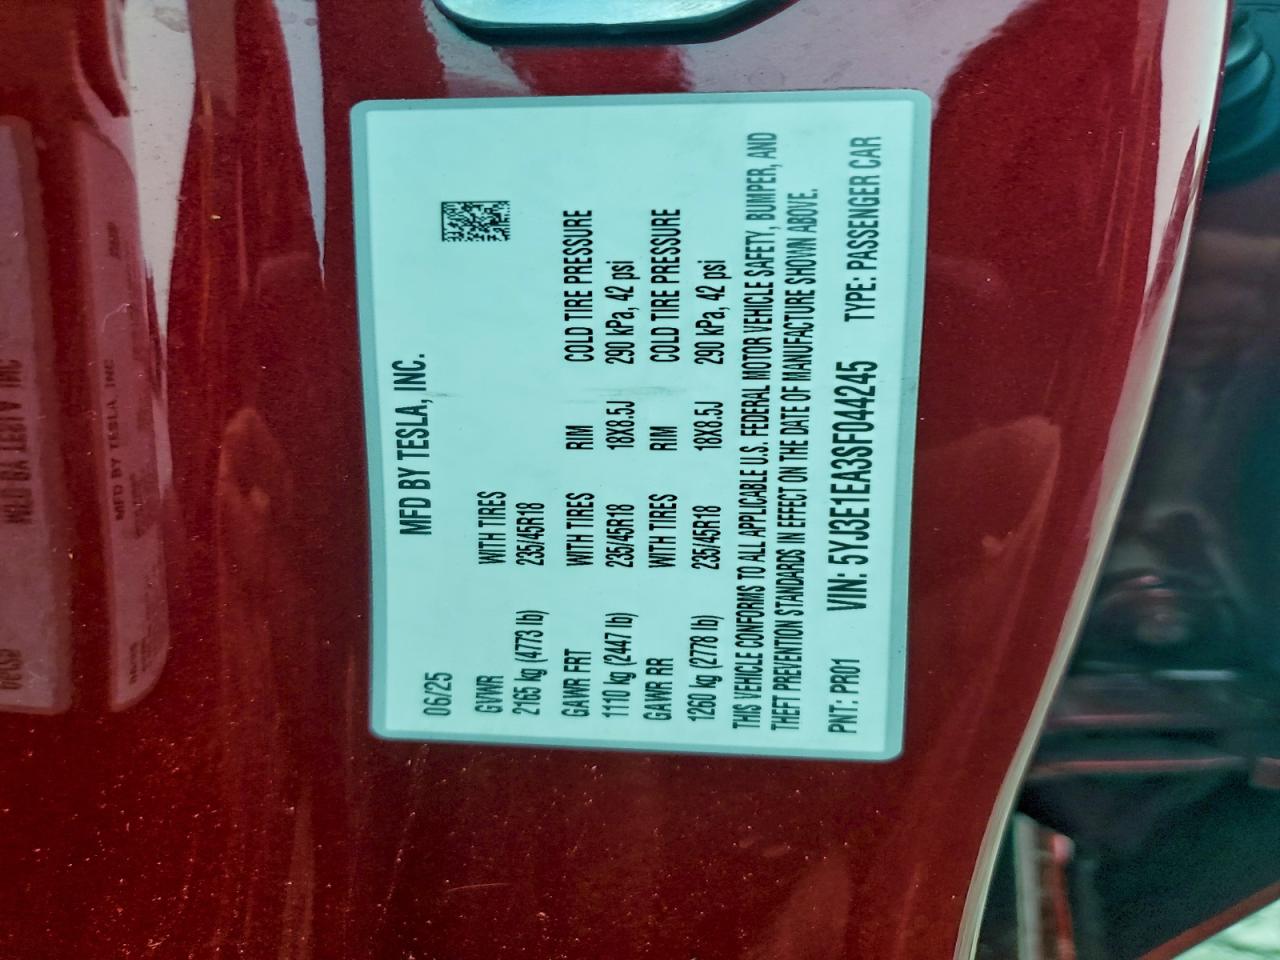 MFD BY TESLA, INC.
06/25
GVWR WITH TIRES
2165 kg (4773 lb) 235/45R18
GAWR FRT WITH TIRES RIM COLD TIRE PRESSURE
1110 kg (2447 lb) 235/45R18 18X8.5J 290 kPa, 42 psi
GAWR RR WITH TIRES RIM COLD TIRE PRESSURE
1260 kg (2778 lb) 235/45R18 18X8.5J 290 kPa, 42 psi
THIS VEHICLE CONFORMS TO ALL APPLICABLE U.S. FEDERAL MOTOR VEHICLE SAFETY, BUMPER, AND
THEFT PREVENTION STANDARDS IN EFFECT ON THE DATE OF MANUFACTURE SHOWN ABOVE.
PNT: PR01 VIN: 5YJ3E1EA3SF044245 TYPE: PASSENGER CAR
MFD BY TESLA, INC